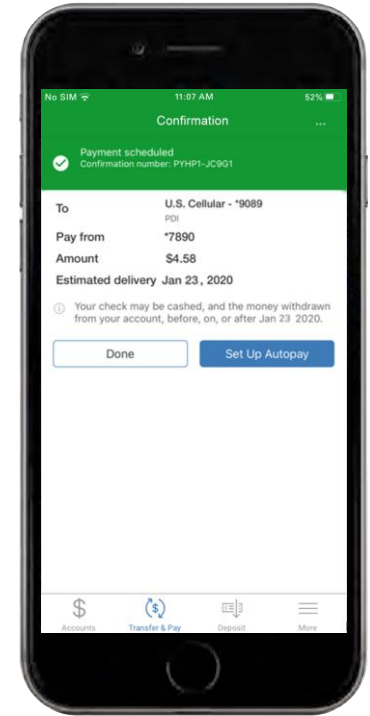 No SIM 11:07 AM 52%
Confirmation ...
Payment scheduled
Confirmation number: PYHP1-JC9G1
To U.S. Cellular - *9089
PDI
Pay from *7890
Amount $4.58
Estimated delivery Jan 23, 2020
Your check may be cashed, and the money withdrawn
from your account, before, on, or after Jan 23 2020.
Done Set Up Autopay
Accounts Transfer & Pay Deposit More